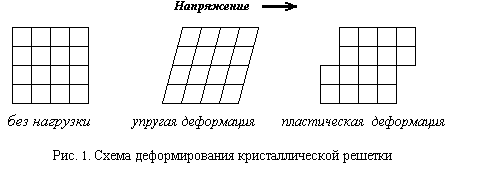 Напряжение
без нагрузки упругая деформация пластическая деформация
Рис. 1. Схема деформирования кристаллической решетки